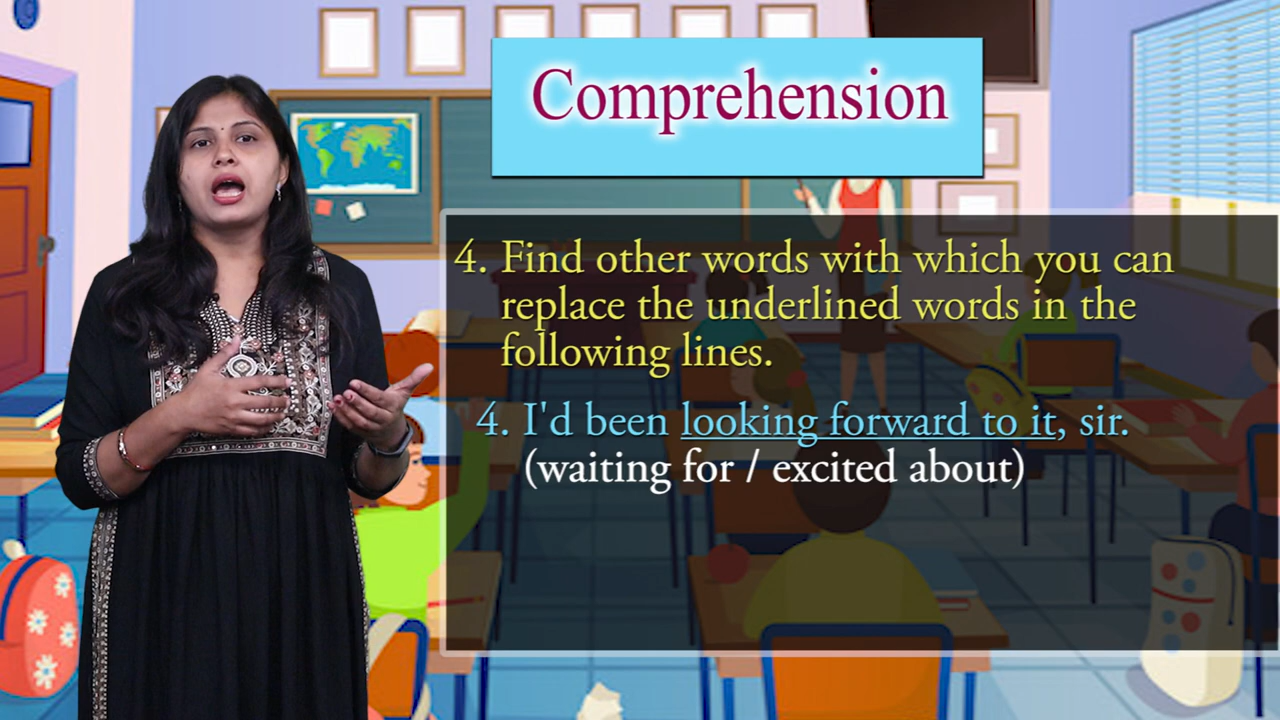 Comprehension
4. Find other words with which you can
replace the underlined words in the
following lines.
4. I'd been looking forward to it, sir.
(waiting for / excited about)